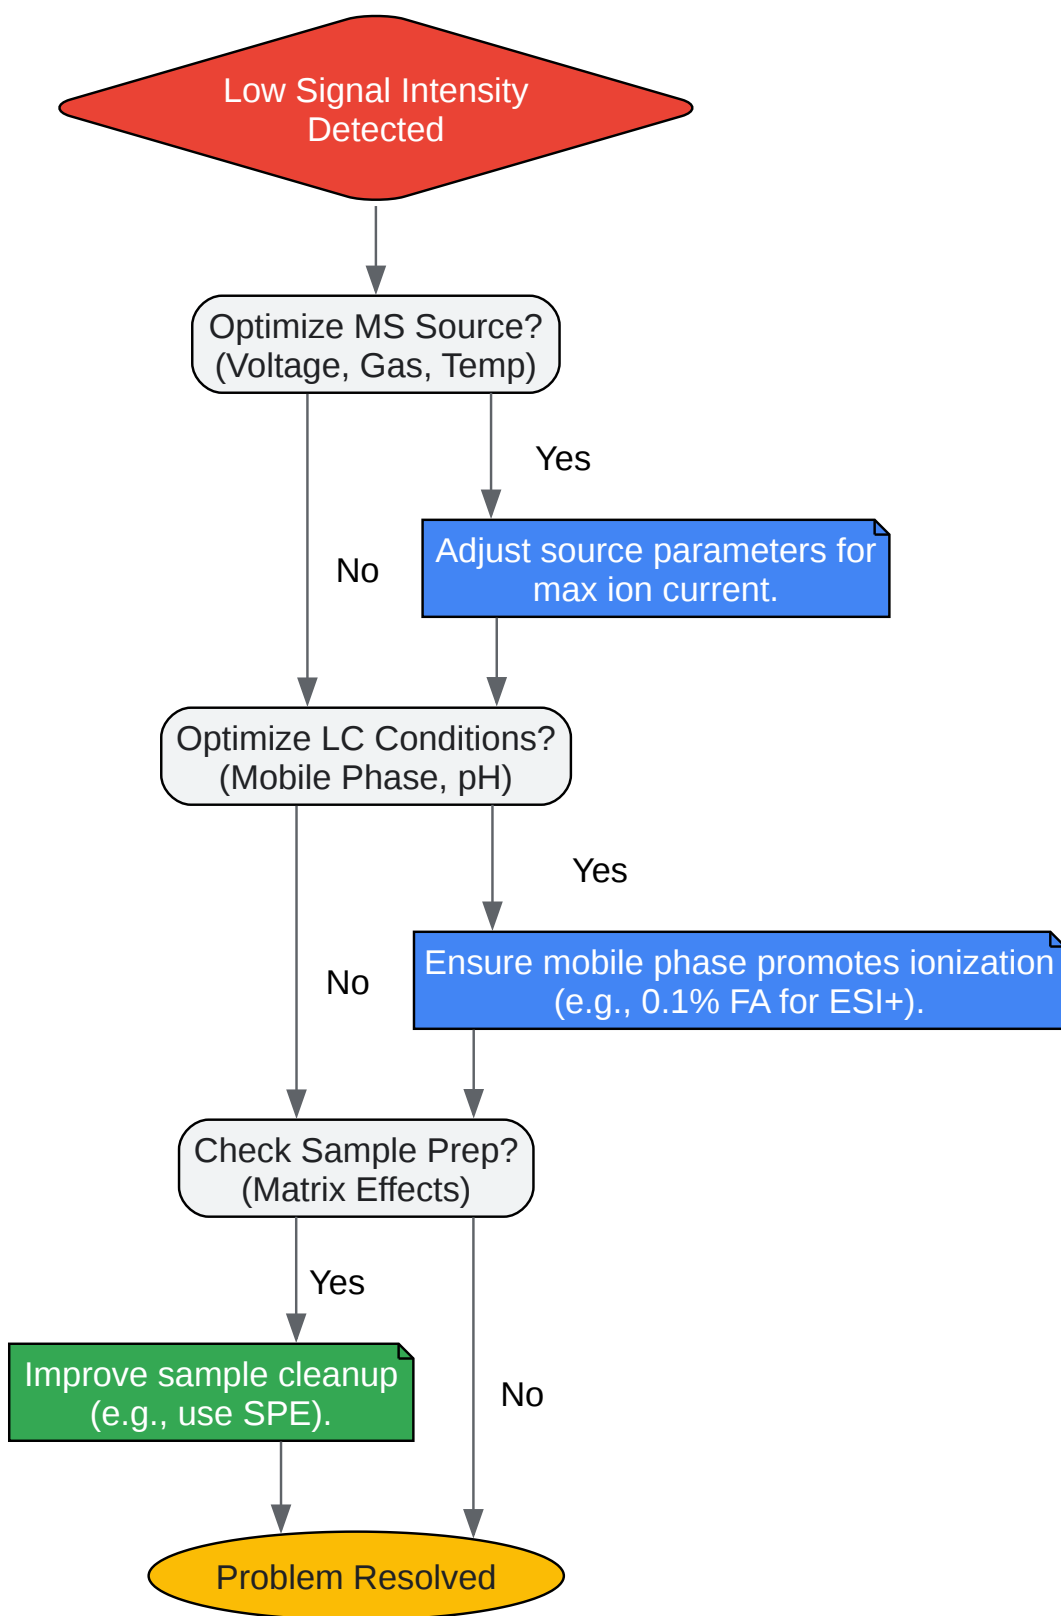 Low Signal Intensity
Detected
Optimize MS Source?
(Voltage, Gas, Temp)
Yes
Adjust source parameters for
max ion current.
No
Optimize LC Conditions?
(Mobile Phase, pH)
Yes
Ensure mobile phase promotes ionization
(e.g., 0.1% FA for ESI+).
No
Check Sample Prep?
(Matrix Effects)
Yes
Improve sample cleanup
(e.g., use SPE).
No
Problem Resolved